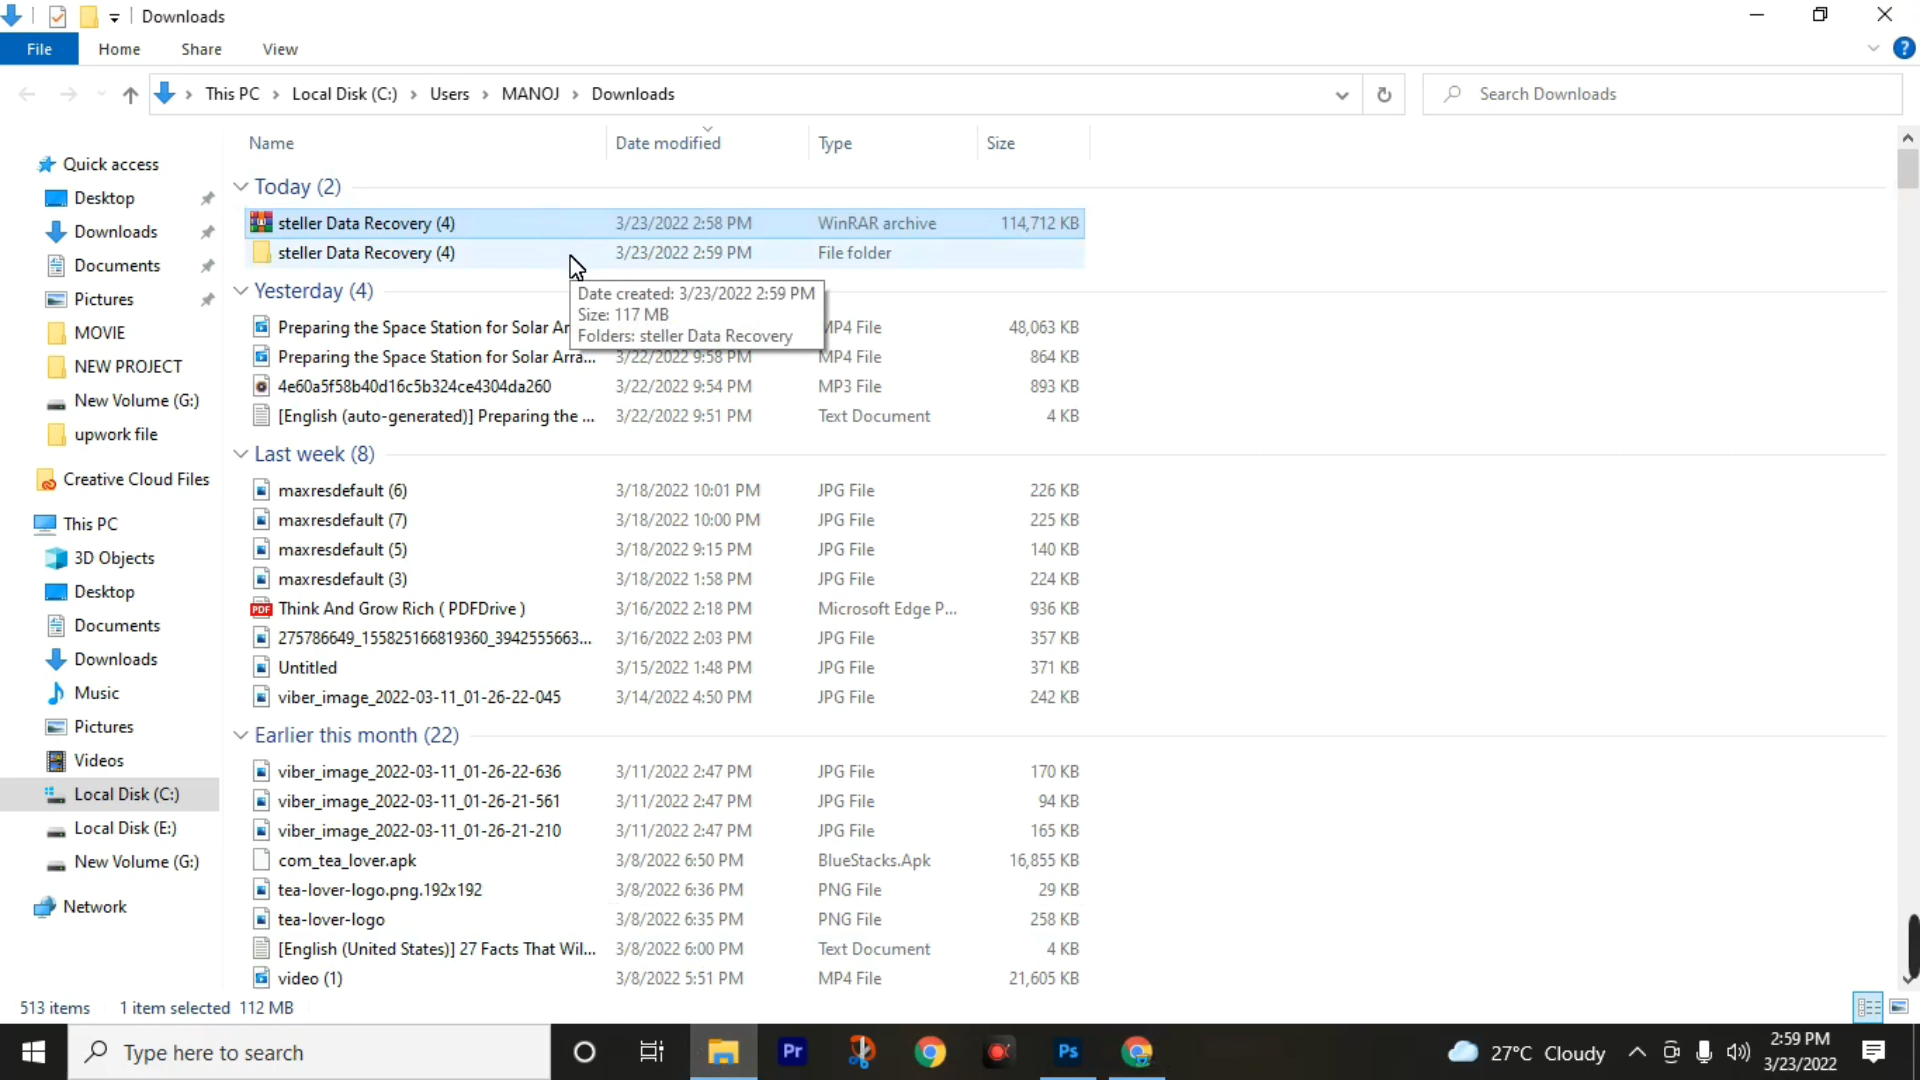 Downloads
File Home Share View
This PC > Local Disk (C:) > Users > MANOJ > Downloads
Search Downloads
Name Date modified Type Size
Quick access
Desktop
Downloads
Documents
Pictures
MOVIE
NEW PROJECT
New Volume (G:)
upwork file
Creative Cloud Files
This PC
3D Objects
Desktop
Documents
Downloads
Music
Pictures
Videos
Local Disk (C:)
Local Disk (E:)
New Volume (G:)
Network
Today (2)
steller Data Recovery (4) 3/23/2022 2:58 PM WinRAR archive 114,712 KB
steller Data Recovery (4) 3/23/2022 2:59 PM File folder
Date created: 3/23/2022 2:59 PM
Size: 117 MB
Folders: steller Data Recovery
Yesterday (4)
Preparing the Space Station for Solar Ar MP4 File 48,063 KB
Preparing the Space Station for Solar Arra... 3/22/2022 9:58 PM MP4 File 864 KB
4e60a5f58b40d16c5b324ce4304da260 3/22/2022 9:54 PM MP3 File 893 KB
[English (auto-generated)] Preparing the ... 3/22/2022 9:51 PM Text Document 4 KB
Last week (8)
maxresdefault (6) 3/18/2022 10:01 PM JPG File 226 KB
maxresdefault (7) 3/18/2022 10:00 PM JPG File 225 KB
maxresdefault (5) 3/18/2022 9:15 PM JPG File 140 KB
maxresdefault (3) 3/18/2022 1:58 PM JPG File 224 KB
PDF Think And Grow Rich ( PDFDrive ) 3/16/2022 2:18 PM Microsoft Edge P... 936 KB
275786649_155825166819360_3942555663... 3/16/2022 2:03 PM JPG File 357 KB
Untitled 3/15/2022 1:48 PM JPG File 371 KB
viber_image_2022-03-11_01-26-22-045 3/14/2022 4:50 PM JPG File 242 KB
Earlier this month (22)
viber_image_2022-03-11_01-26-22-636 3/11/2022 2:47 PM JPG File 170 KB
viber_image_2022-03-11_01-26-21-561 3/11/2022 2:47 PM JPG File 94 KB
viber_image_2022-03-11_01-26-21-210 3/11/2022 2:47 PM JPG File 165 KB
com_tea_lover.apk 3/8/2022 6:50 PM BlueStacks.Apk 16,855 KB
tea-lover-logo.png.192x192 3/8/2022 6:36 PM PNG File 29 KB
tea-lover-logo 3/8/2022 6:35 PM PNG File 258 KB
[English (United States)] 27 Facts That Wil... 3/8/2022 6:00 PM Text Document 4 KB
video (1) 3/8/2022 5:51 PM MP4 File 21,605 KB
513 items 1 item selected 112 MB
Type here to search Pr Ps 27°C Cloudy 2:59 PM
3/23/2022